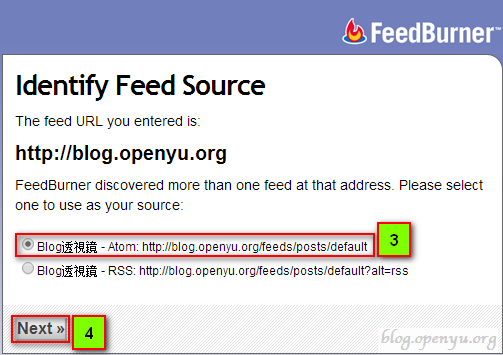 FeedBurner™
Identify Feed Source
The feed URL you entered is:
http://blog.openyu.org
FeedBurner discovered more than one feed at that address. Please select
one to use as your source:
Blog透視鏡 - Atom: http://blog.openyu.org/feeds/posts/default
3
Blog透視鏡 - RSS: http://blog.openyu.org/feeds/posts/default?alt=rss
Next »
4
blog.openyu.org